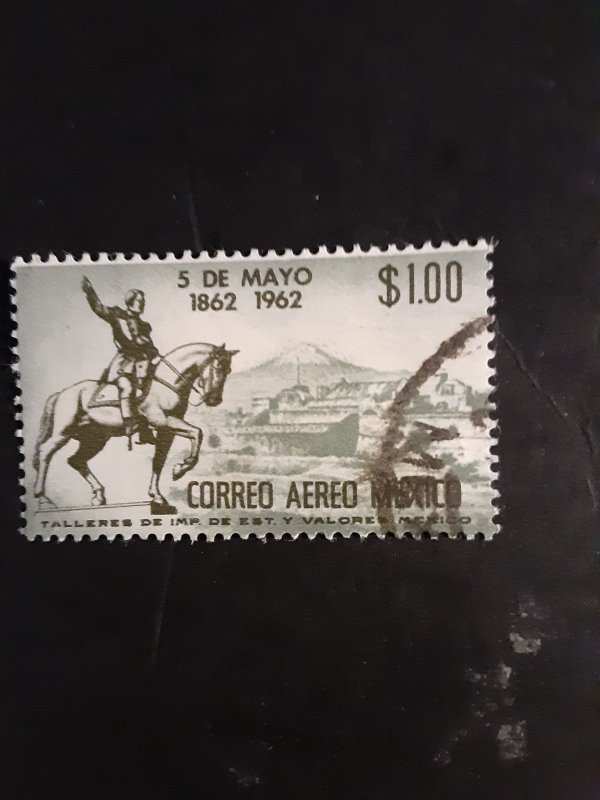 5 DE MAYO
1862 1962
$1.00
CORREO AEREO MEXICO
TALLERES DE IMP. DE EST. Y VALORES MEXICO